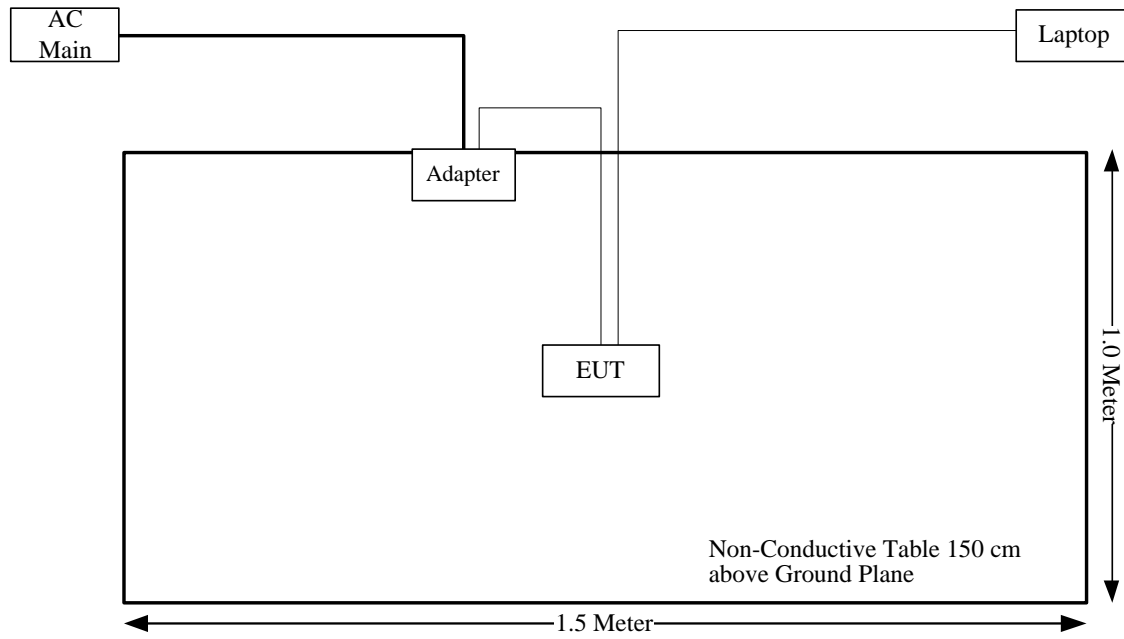 AC
Main
Laptop
Adapter
EUT
1.0 Meter
Non-Conductive Table 150 cm
above Ground Plane
1.5 Meter